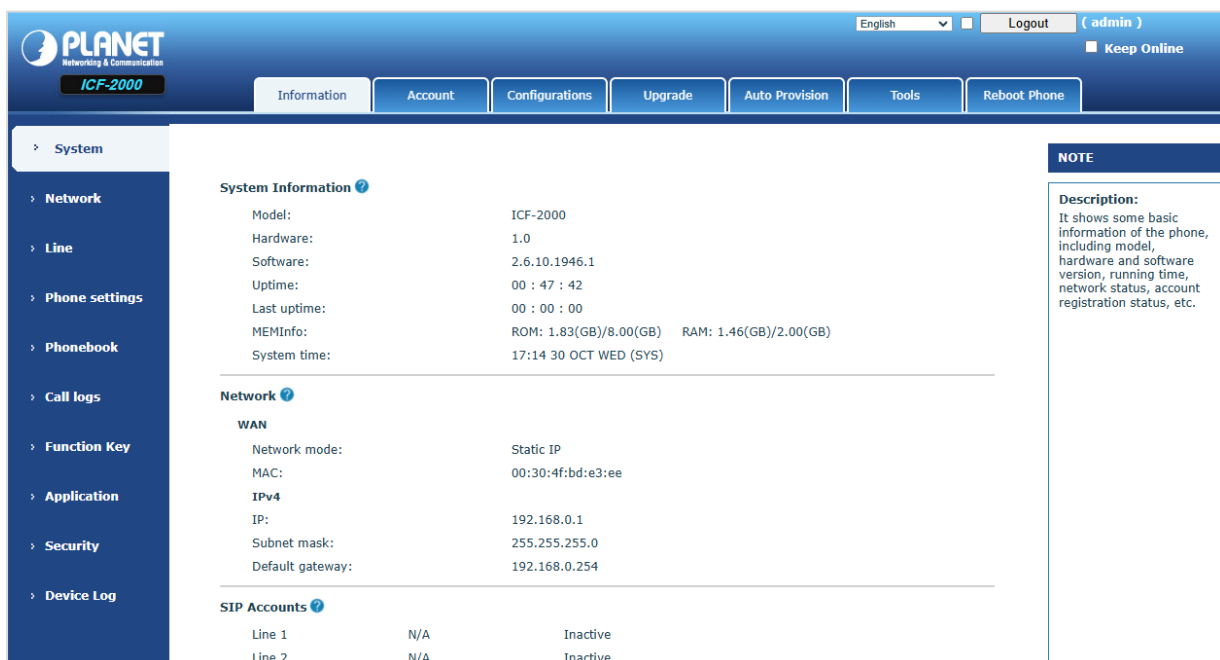 English
Logout
( admin )
Keep Online
PLANET
Networking & Communication
ICF-2000
Information
Account
Configurations
Upgrade
Auto Provision
Tools
Reboot Phone
System
Network
Line
Phone settings
Phonebook
Call logs
Function Key
Application
Security
Device Log
System Information ?
Model: ICF-2000
Hardware: 1.0
Software: 2.6.10.1946.1
Uptime: 00 : 47 : 42
Last uptime: 00 : 00 : 00
MEMInfo: ROM: 1.83(GB)/8.00(GB) RAM: 1.46(GB)/2.00(GB)
System time: 17:14 30 OCT WED (SYS)
Network ?
WAN
Network mode: Static IP
MAC: 00:30:4f:bd:e3:ee
IPv4
IP: 192.168.0.1
Subnet mask: 255.255.255.0
Default gateway: 192.168.0.254
SIP Accounts ?
Line 1 N/A Inactive
Line 2 N/A Inactive
NOTE
Description:
It shows some basic
information of the phone,
including model,
hardware and software
version, running time,
network status, account
registration status, etc.